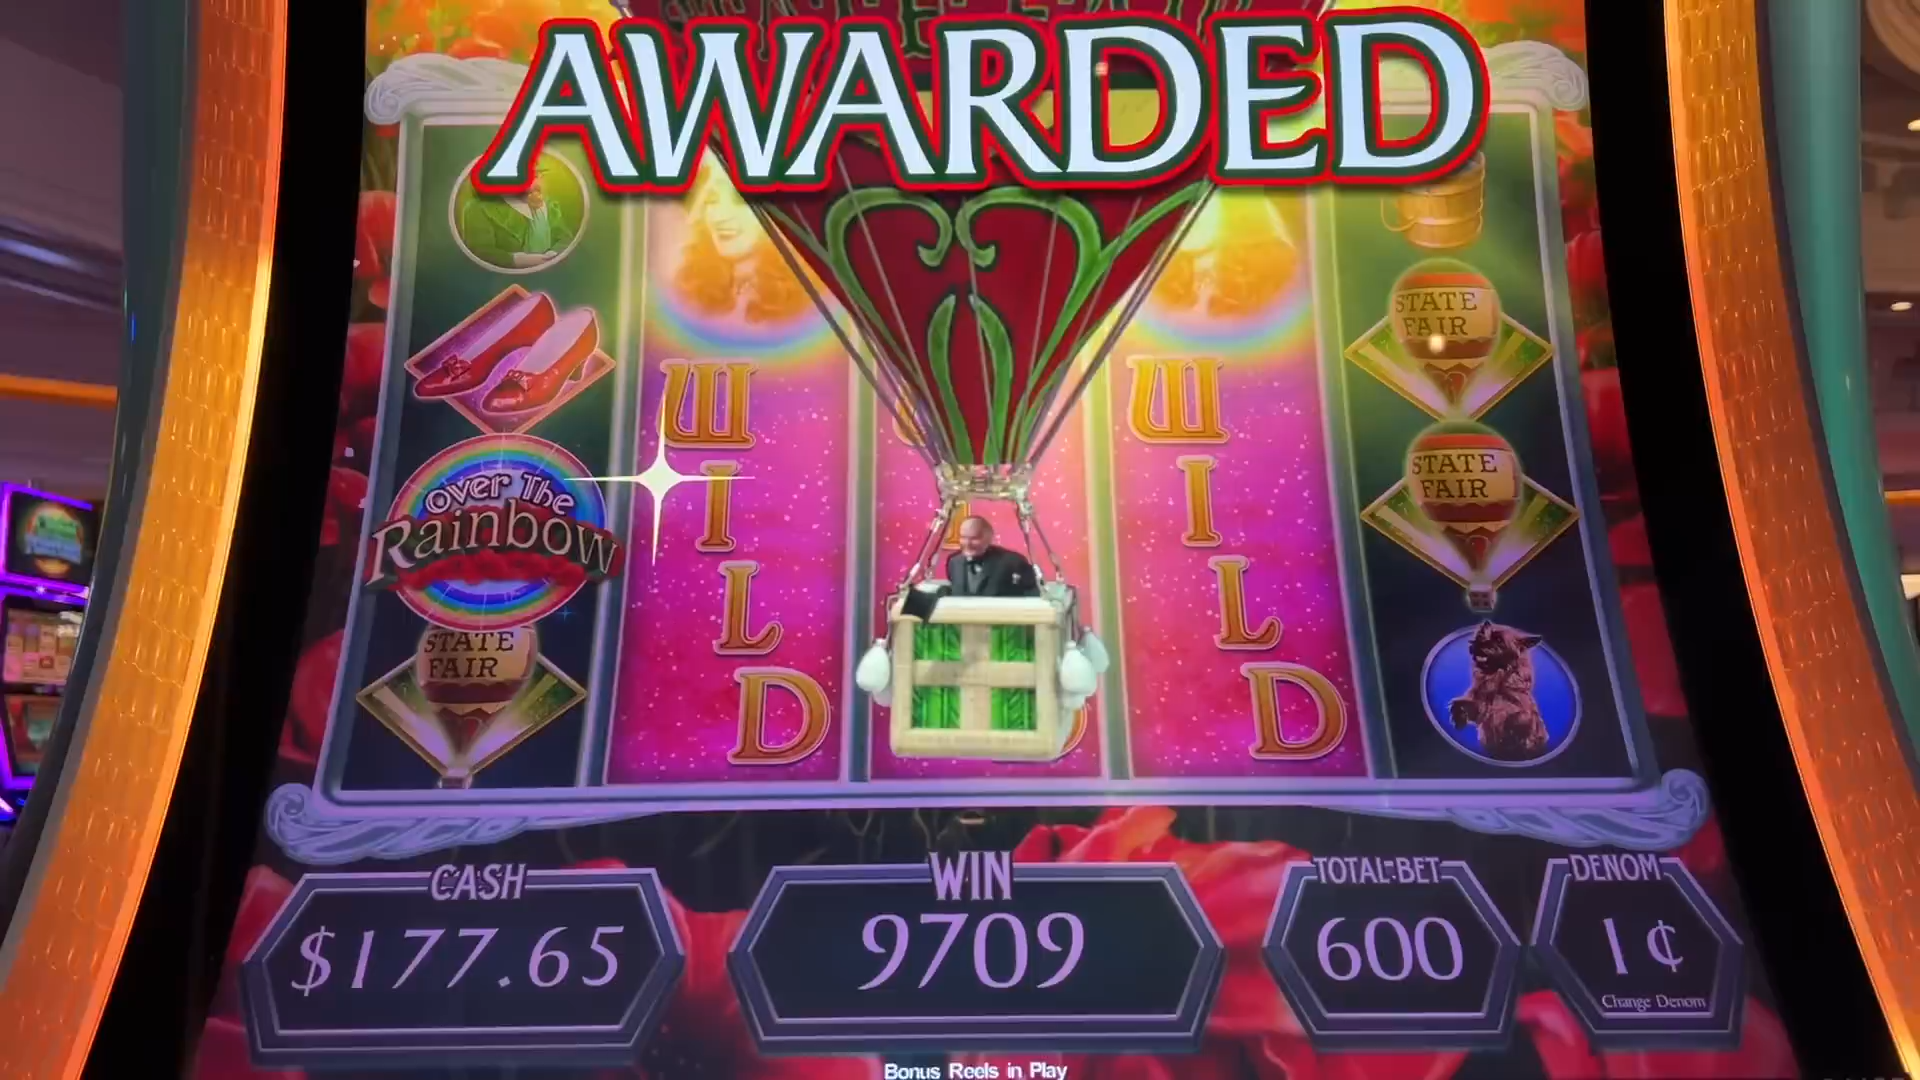 AWARDED
STATE
FAIR
Over The
Rainbow
STATE
FAIR
STATE
FAIR
WILD
WILD
CASH
$177.65
WIN
9709
TOTAL BET
600
DENOM
1¢
Change Denom
Bonus Reels in Play